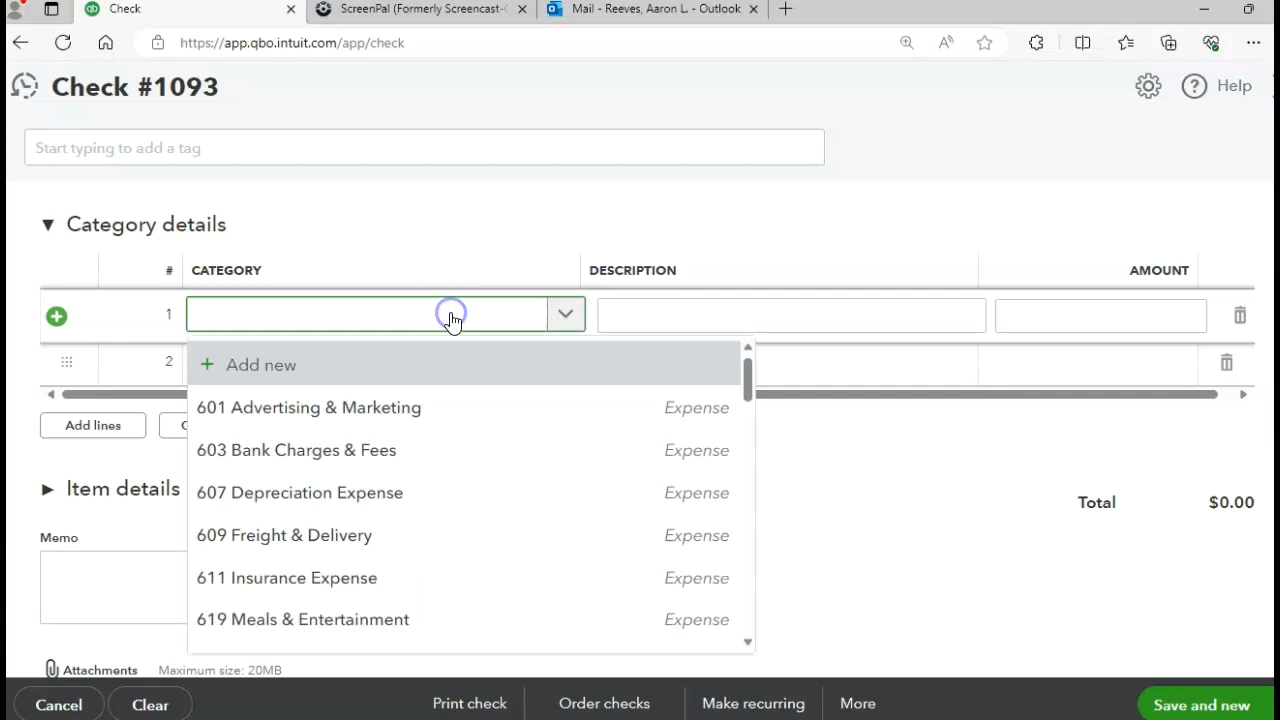 Check
ScreenPal (Formerly Screencast-
Mail - Reeves, Aaron L. - Outlook
https://app.qbo.intuit.com/app/check
Check #1093
Help
Start typing to add a tag
Category details
# CATEGORY DESCRIPTION AMOUNT
1
Add new
2
601 Advertising & Marketing Expense
Add lines
603 Bank Charges & Fees Expense
Item details
607 Depreciation Expense Expense
Total $0.00
Memo
609 Freight & Delivery Expense
611 Insurance Expense Expense
619 Meals & Entertainment Expense
Attachments Maximum size: 20MB
Cancel Clear Print check Order checks Make recurring More Save and new